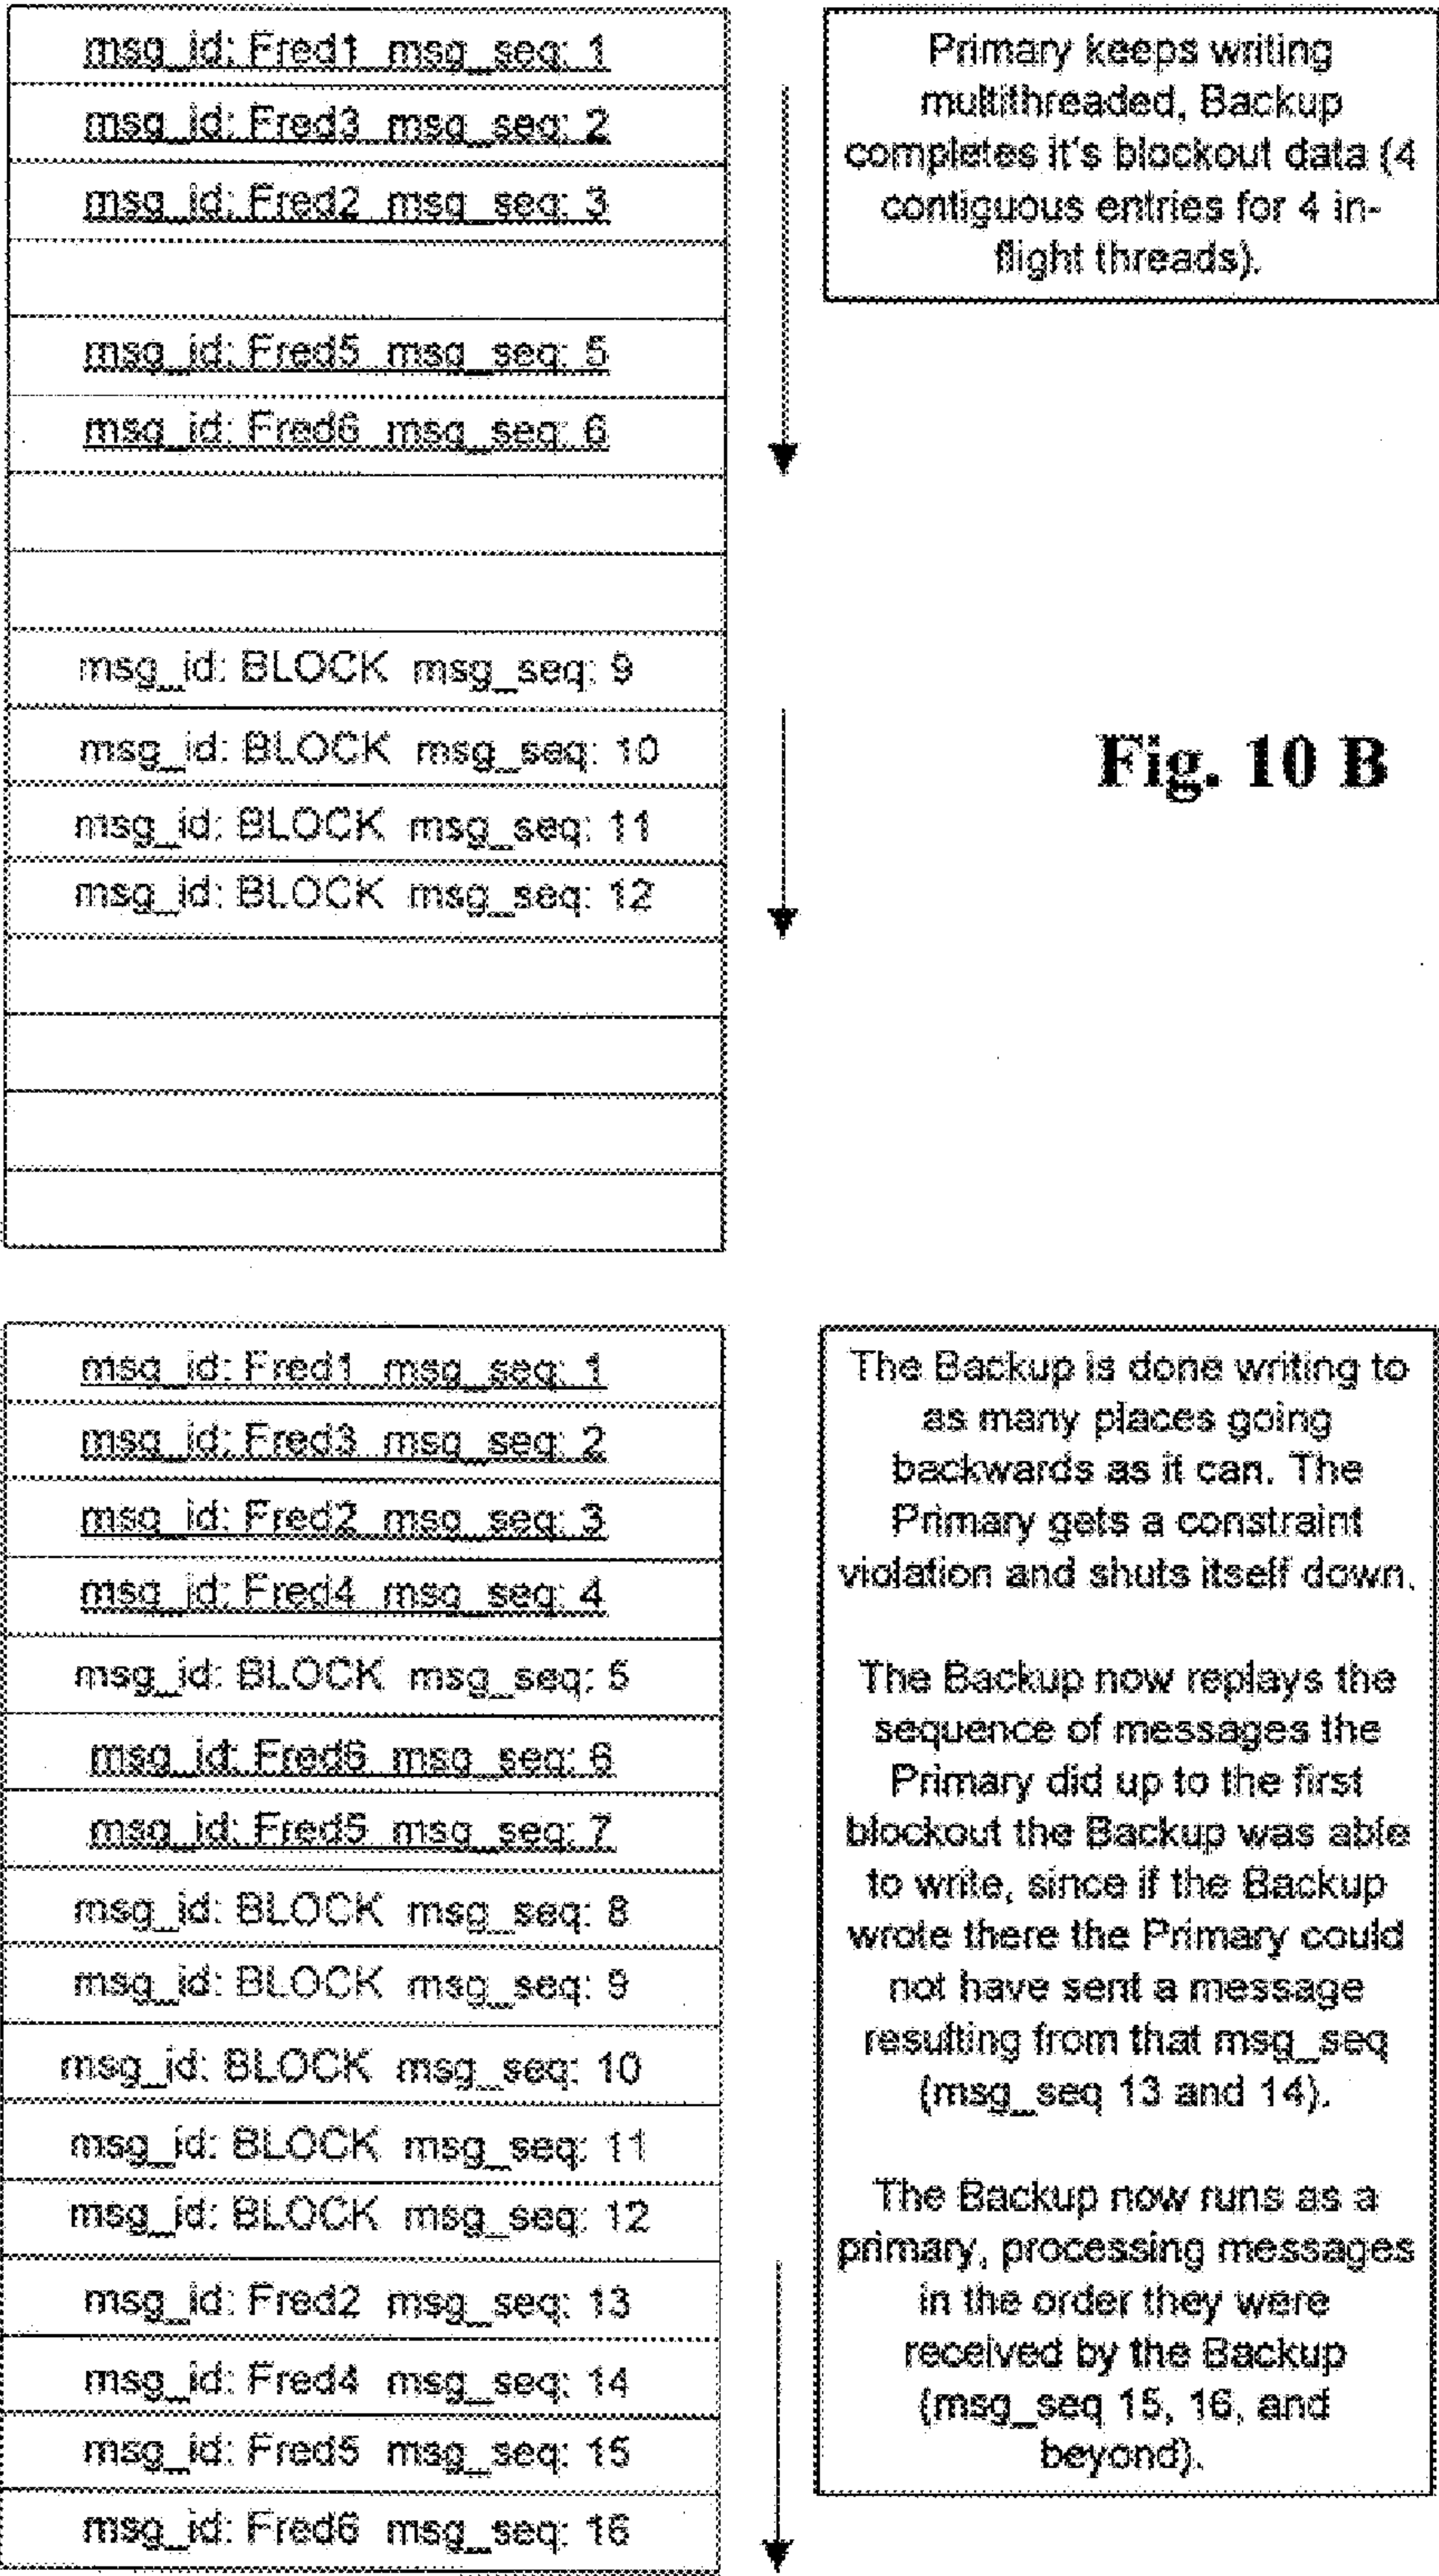 msg_id: Fred1 msg_seq: 1
msg_id: Fred3 msg_seq: 2
msg_id: Fred2 msg_seq: 3
msg_id: Fred5 msg_seq: 5
msg_id: Fred6 msg_seq: 6
msg_id: BLOCK msg_seq: 9
msg_id: BLOCK msg_seq: 10
msg_id: BLOCK msg_seq: 11
msg_id: BLOCK msg_seq: 12
Primary keeps writing
multithreaded, Backup
completes it's blockout data (4
contiguous entries for 4 in-
flight threads).
Fig. 10 B
msg_id: Fred1 msg_seq: 1
msg_id: Fred3 msg_seq: 2
msg_id: Fred2 msg_seq: 3
msg_id: Fred4 msg_seq: 4
msg_id: BLOCK msg_seq: 5
msg_id: Fred6 msg_seq: 6
msg_id: Fred5 msg_seq: 7
msg_id: BLOCK msg_seq: 8
msg_id: BLOCK msg_seq: 9
msg_id: BLOCK msg_seq: 10
msg_id: BLOCK msg_seq: 11
msg_id: BLOCK msg_seq: 12
msg_id: Fred2 msg_seq: 13
msg_id: Fred4 msg_seq: 14
msg_id: Fred5 msg_seq: 15
msg_id: Fred6 msg_seq: 16
The Backup is done writing to
as many places going
backwards as it can. The
Primary gets a constraint
violation and shuts itself down.
The Backup now replays the
sequence of messages the
Primary did up to the first
blockout the Backup was able
to write, since if the Backup
wrote there the Primary could
not have sent a message
resulting from that msg_seq
(msg_seq 13 and 14).
The Backup now runs as a
primary, processing messages
in the order they were
received by the Backup
(msg_seq 15, 16, and
beyond).